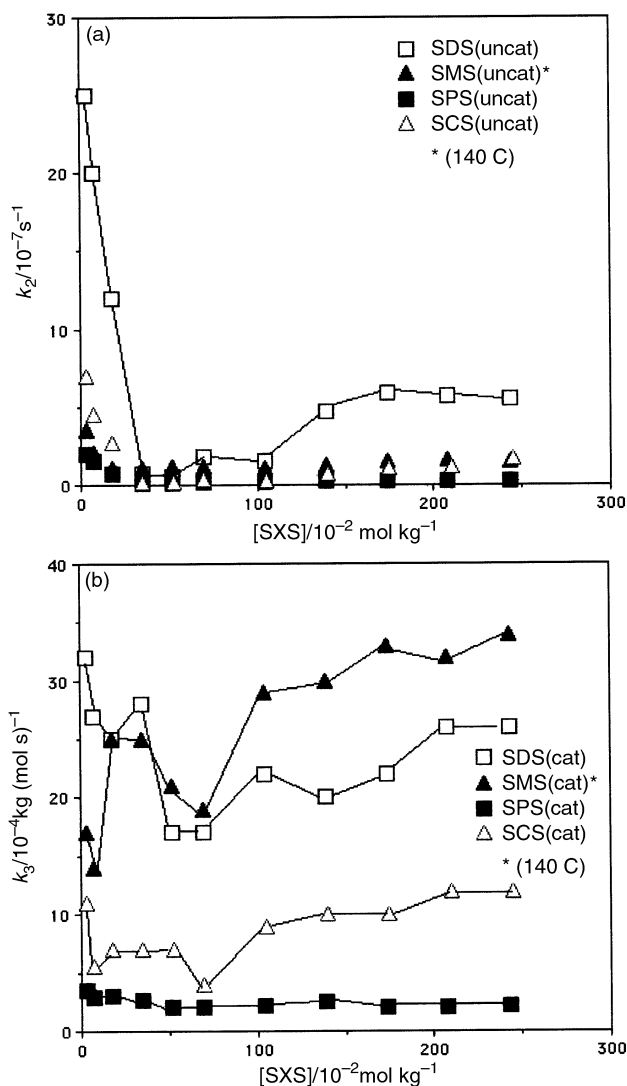 (a)
30
20
10
0
k₂/10⁻⁷s⁻¹
SDS(uncat)
SMS(uncat)*
SPS(uncat)
SCS(uncat)
* (140 C)
0 100 200 300
[SXS]/10⁻² mol kg⁻¹
(b)
40
30
20
10
0
k₃/10⁻⁴kg (mol s)⁻¹
SDS(cat)
SMS(cat)*
SPS(cat)
SCS(cat)
* (140 C)
0 100 200 300
[SXS]/10⁻²mol kg⁻¹